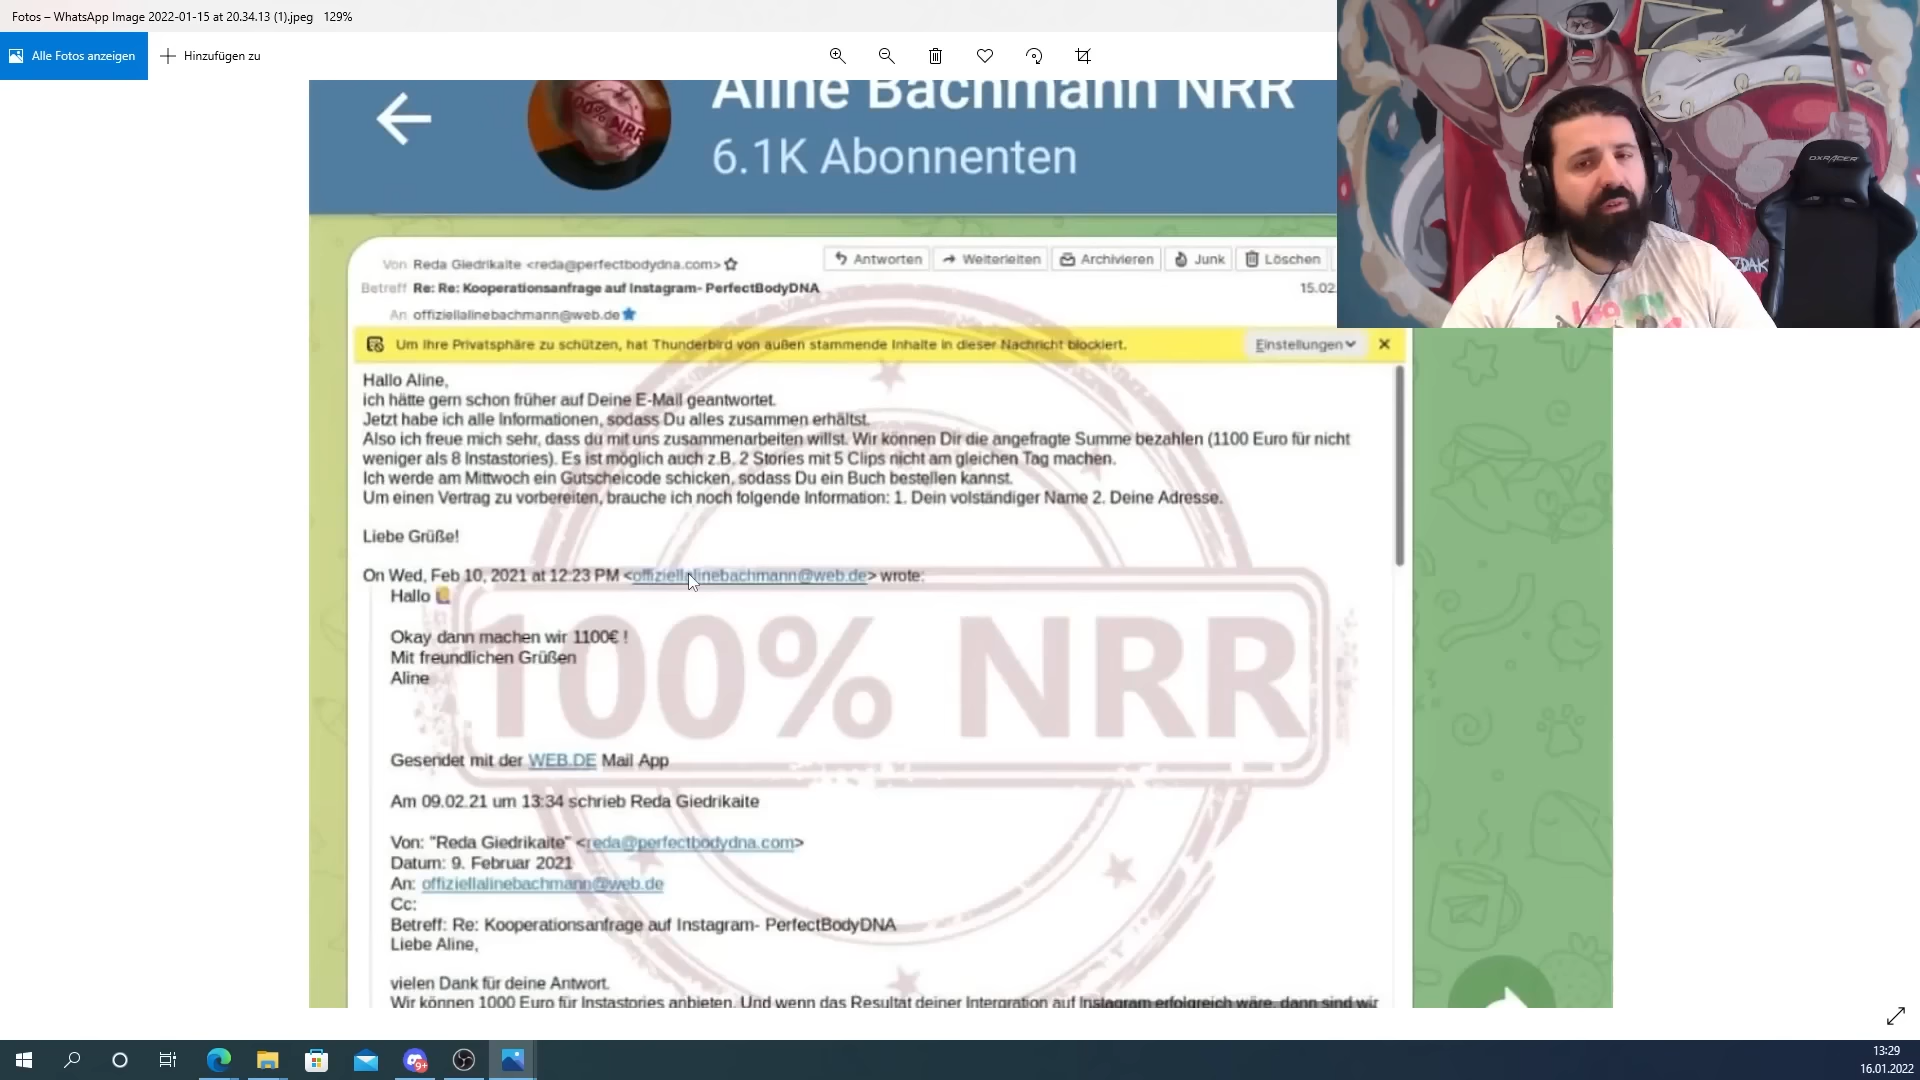 Fotos – WhatsApp Image 2022-01-15 at 20.34.13 (1).jpeg 129%
Alle Fotos anzeigen
Hinzufügen zu
Aline Bachmann NRR
6.1K Abonnenten
Von Reda Giedrikaite <reda@perfectbodydna.com>
Antworten Weiterleiten Archivieren Junk Löschen
Betreff Re: Re: Kooperationsanfrage auf Instagram- PerfectBodyDNA
15.02
An offiziellalinebachmann@web.de
Um Ihre Privatsphäre zu schützen, hat Thunderbird von außen stammende Inhalte in dieser Nachricht blockiert.
Einstellungen
Hallo Aline,
ich hätte gern schon früher auf Deine E-Mail geantwortet.
Jetzt habe ich alle Informationen, sodass Du alles zusammen erhältst.
Also ich freue mich sehr, dass du mit uns zusammenarbeiten willst. Wir können Dir die angefragte Summe bezahlen (1100 Euro für nicht
weniger als 8 Instastories). Es ist möglich auch z.B. 2 Stories mit 5 Clips nicht am gleichen Tag machen.
Ich werde am Mittwoch ein Gutscheicode schicken, sodass Du ein Buch bestellen kannst.
Um einen Vertrag zu vorbereiten, brauche ich noch folgende Information: 1. Dein volständiger Name 2. Deine Adresse.
Liebe Grüße!
On Wed, Feb 10, 2021 at 12:23 PM <offiziellalinebachmann@web.de> wrote:
Hallo
Okay dann machen wir 1100€ !
Mit freundlichen Grüßen
Aline
100% NRR
Gesendet mit der WEB.DE Mail App
Am 09.02.21 um 13:34 schrieb Reda Giedrikaite
Von: "Reda Giedrikaite" <reda@perfectbodydna.com>
Datum: 9. Februar 2021
An: offiziellalinebachmann@web.de
Cc:
Betreff: Re: Kooperationsanfrage auf Instagram- PerfectBodyDNA
Liebe Aline,
vielen Dank für deine Antwort.
Wir können 1000 Euro für Instastories anbieten. Und wenn das Resultat deiner Intergration auf Instagram erfolgreich wäre, dann sind wir
OXRACER
13:29
16.01.2022